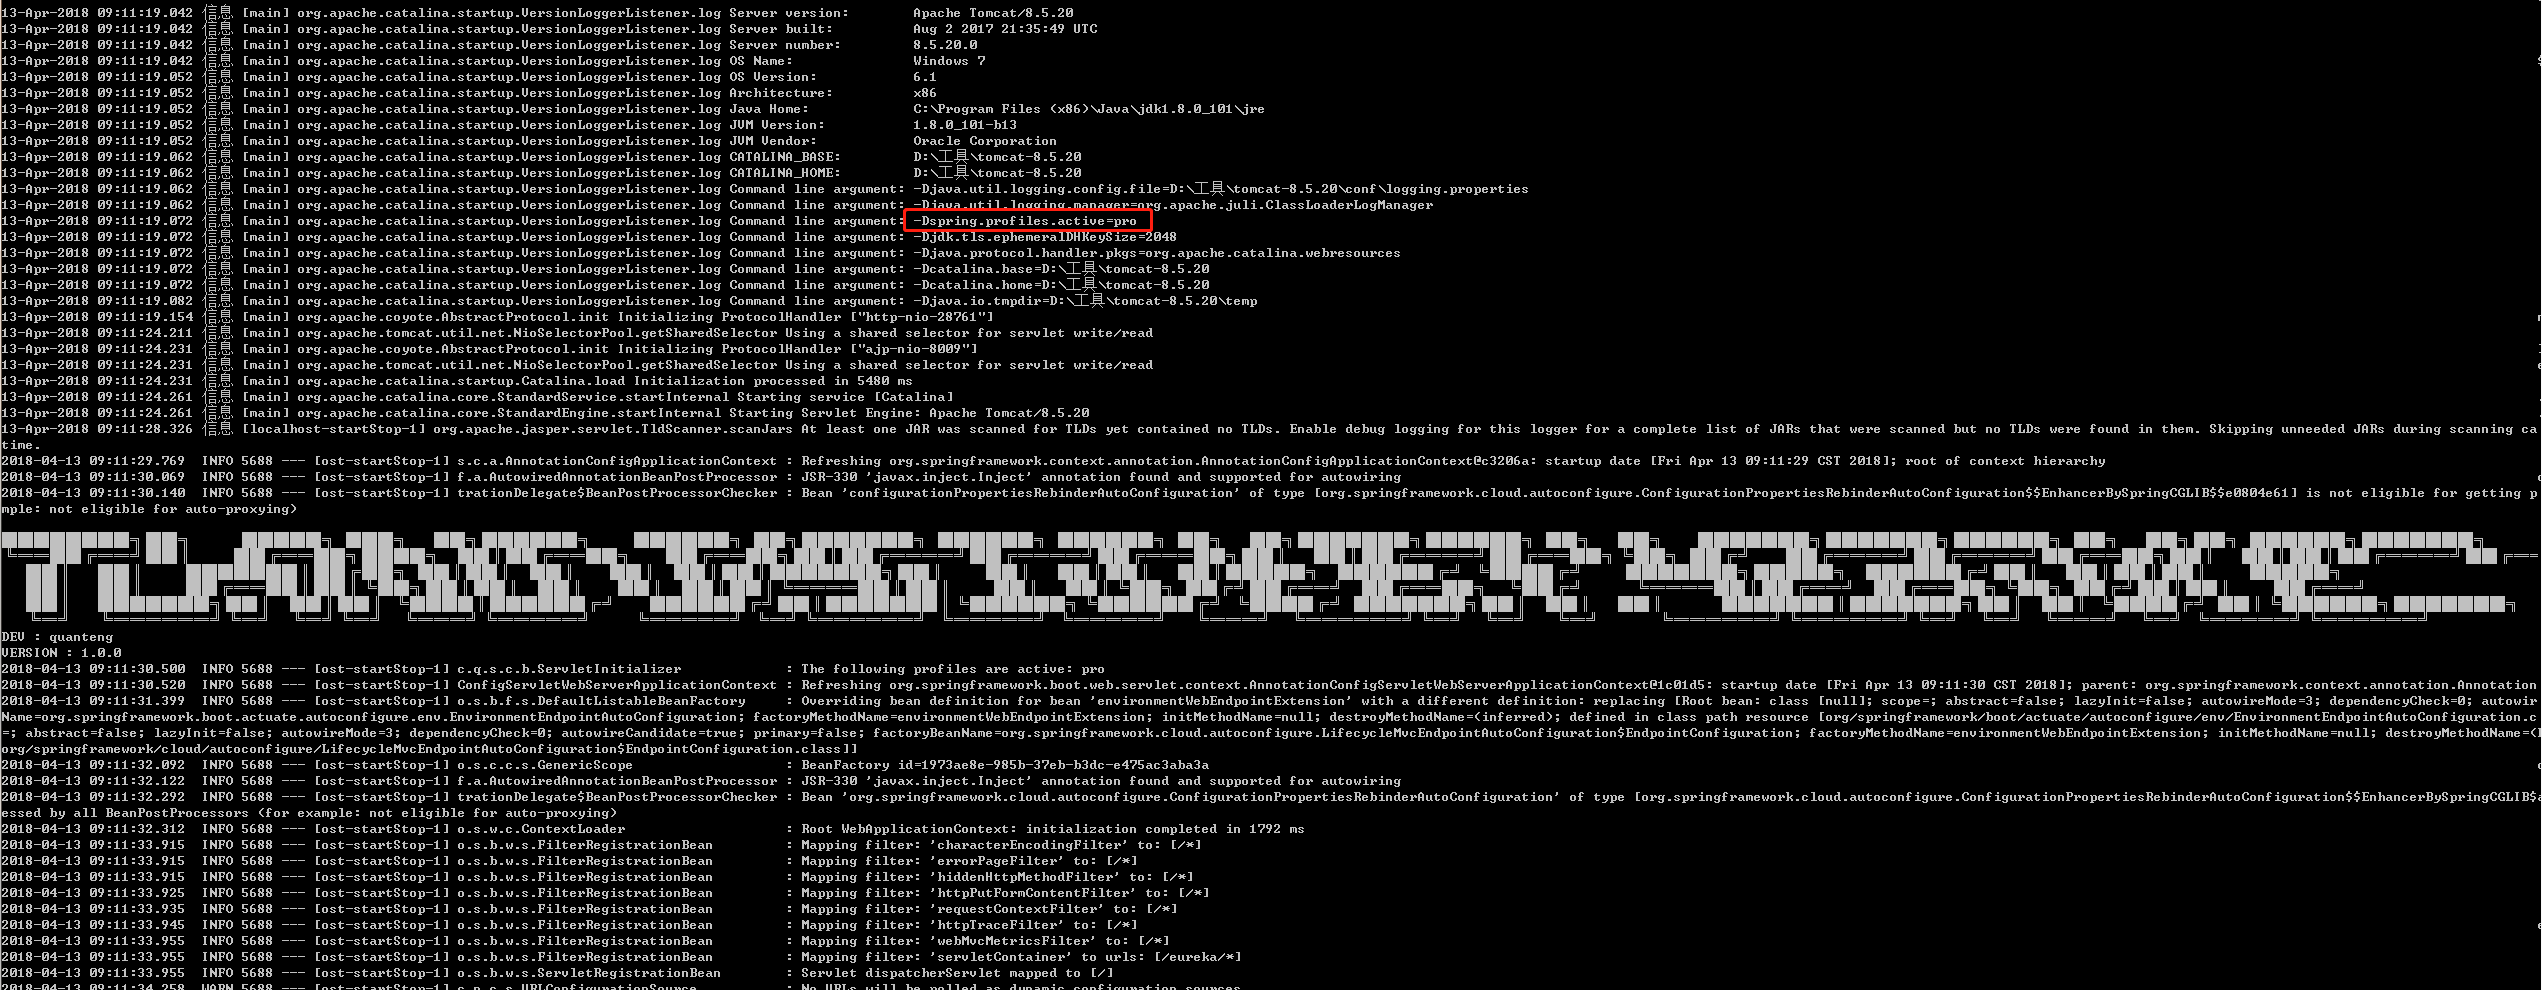 13-Apr-2018 09:11:19.042 信息 [main] org.apache.catalina.startup.VersionLoggerListener.log Server version:        Apache Tomcat/8.5.20
13-Apr-2018 09:11:19.042 信息 [main] org.apache.catalina.startup.VersionLoggerListener.log Server built:          Aug 2 2017 21:35:49 UTC
13-Apr-2018 09:11:19.042 信息 [main] org.apache.catalina.startup.VersionLoggerListener.log Server number:         8.5.20.0
13-Apr-2018 09:11:19.042 信息 [main] org.apache.catalina.startup.VersionLoggerListener.log OS Name:               Windows 7
13-Apr-2018 09:11:19.052 信息 [main] org.apache.catalina.startup.VersionLoggerListener.log OS Version:            6.1
13-Apr-2018 09:11:19.052 信息 [main] org.apache.catalina.startup.VersionLoggerListener.log Architecture:          x86
13-Apr-2018 09:11:19.052 信息 [main] org.apache.catalina.startup.VersionLoggerListener.log Java Home:             C:\Program Files (x86)\Java\jdk1.8.0_101\jre
13-Apr-2018 09:11:19.052 信息 [main] org.apache.catalina.startup.VersionLoggerListener.log JVM Version:           1.8.0_101-b13
13-Apr-2018 09:11:19.052 信息 [main] org.apache.catalina.startup.VersionLoggerListener.log JVM Vendor:            Oracle Corporation
13-Apr-2018 09:11:19.062 信息 [main] org.apache.catalina.startup.VersionLoggerListener.log CATALINA_BASE:         D:\工具\tomcat-8.5.20
13-Apr-2018 09:11:19.062 信息 [main] org.apache.catalina.startup.VersionLoggerListener.log CATALINA_HOME:         D:\工具\tomcat-8.5.20
13-Apr-2018 09:11:19.062 信息 [main] org.apache.catalina.startup.VersionLoggerListener.log Command line argument: -Djava.util.logging.config.file=D:\工具\tomcat-8.5.20\conf\logging.properties
13-Apr-2018 09:11:19.062 信息 [main] org.apache.catalina.startup.VersionLoggerListener.log Command line argument: -Djava.util.logging.manager=org.apache.juli.ClassLoaderLogManager
13-Apr-2018 09:11:19.072 信息 [main] org.apache.catalina.startup.VersionLoggerListener.log Command line argument: -Dspring.profiles.active=pro
13-Apr-2018 09:11:19.072 信息 [main] org.apache.catalina.startup.VersionLoggerListener.log Command line argument: -Djdk.tls.ephemeralDHKeySize=2048
13-Apr-2018 09:11:19.072 信息 [main] org.apache.catalina.startup.VersionLoggerListener.log Command line argument: -Djava.protocol.handler.pkgs=org.apache.catalina.webresources
13-Apr-2018 09:11:19.072 信息 [main] org.apache.catalina.startup.VersionLoggerListener.log Command line argument: -Dcatalina.base=D:\工具\tomcat-8.5.20
13-Apr-2018 09:11:19.072 信息 [main] org.apache.catalina.startup.VersionLoggerListener.log Command line argument: -Dcatalina.home=D:\工具\tomcat-8.5.20
13-Apr-2018 09:11:19.082 信息 [main] org.apache.catalina.startup.VersionLoggerListener.log Command line argument: -Djava.io.tmpdir=D:\工具\tomcat-8.5.20\temp
13-Apr-2018 09:11:19.154 信息 [main] org.apache.coyote.AbstractProtocol.init Initializing ProtocolHandler ["http-nio-28761"]
13-Apr-2018 09:11:24.211 信息 [main] org.apache.tomcat.util.net.NioSelectorPool.getSharedSelector Using a shared selector for servlet write/read
13-Apr-2018 09:11:24.231 信息 [main] org.apache.coyote.AbstractProtocol.init Initializing ProtocolHandler ["ajp-nio-8009"]
13-Apr-2018 09:11:24.231 信息 [main] org.apache.tomcat.util.net.NioSelectorPool.getSharedSelector Using a shared selector for servlet write/read
13-Apr-2018 09:11:24.231 信息 [main] org.apache.catalina.startup.Catalina.load Initialization processed in 5480 ms
13-Apr-2018 09:11:24.261 信息 [main] org.apache.catalina.core.StandardService.startInternal Starting service [Catalina]
13-Apr-2018 09:11:24.261 信息 [main] org.apache.catalina.core.StandardEngine.startInternal Starting Servlet Engine: Apache Tomcat/8.5.20
13-Apr-2018 09:11:28.326 信息 [localhost-startStop-1] org.apache.jasper.servlet.TldScanner.scanJars At least one JAR was scanned for TLDs yet contained no TLDs. Enable debug logging for this logger for a complete list of JARs that were scanned but no TLDs were found in them. Skipping unneeded JARs during scanning ca
time.
2018-04-13 09:11:29.769  INFO 5688 --- [ost-startStop-1] s.c.a.AnnotationConfigApplicationContext : Refreshing org.springframework.context.annotation.AnnotationConfigApplicationContext@c3206a: startup date [Fri Apr 13 09:11:29 CST 2018]; root of context hierarchy
2018-04-13 09:11:30.069  INFO 5688 --- [ost-startStop-1] f.a.AutowiredAnnotationBeanPostProcessor : JSR-330 'javax.inject.Inject' annotation found and supported for autowiring
2018-04-13 09:11:30.140  INFO 5688 --- [ost-startStop-1] trationDelegate$BeanPostProcessorChecker : Bean 'configurationPropertiesRebinderAutoConfiguration' of type [org.springframework.cloud.autoconfigure.ConfigurationPropertiesRebinderAutoConfiguration$$EnhancerBySpringCGLIB$$e0804e61] is not eligible for getting p
mple: not eligible for auto-proxying)
DEV : quanteng
VERSION : 1.0.0
2018-04-13 09:11:30.500  INFO 5688 --- [ost-startStop-1] c.q.s.c.b.ServletInitializer             : The following profiles are active: pro
2018-04-13 09:11:30.520  INFO 5688 --- [ost-startStop-1] ConfigServletWebServerApplicationContext : Refreshing org.springframework.boot.web.servlet.context.AnnotationConfigServletWebServerApplicationContext@1c01d5: startup date [Fri Apr 13 09:11:30 CST 2018]; parent: org.springframework.context.annotation.Annotation
2018-04-13 09:11:31.399  INFO 5688 --- [ost-startStop-1] o.s.b.f.s.DefaultListableBeanFactory     : Overriding bean definition for bean 'environmentWebEndpointExtension' with a different definition: replacing [Root bean: class [null]; scope=; abstract=false; lazyInit=false; autowireMode=3; dependencyCheck=0; autowir
Name=org.springframework.boot.actuate.autoconfigure.env.EnvironmentEndpointAutoConfiguration; factoryMethodName=environmentWebEndpointExtension; initMethodName=null; destroyMethodName=(inferred); defined in class path resource [org/springframework/boot/actuate/autoconfigure/env/EnvironmentEndpointAutoConfiguration.c
=; abstract=false; lazyInit=false; autowireMode=3; dependencyCheck=0; autowireCandidate=true; primary=false; factoryBeanName=org.springframework.cloud.autoconfigure.LifecycleMvcEndpointAutoConfiguration$EndpointConfiguration; factoryMethodName=environmentWebEndpointExtension; initMethodName=null; destroyMethodName=(
org/springframework/cloud/autoconfigure/LifecycleMvcEndpointAutoConfiguration$EndpointConfiguration.class]]
2018-04-13 09:11:32.092  INFO 5688 --- [ost-startStop-1] o.s.c.c.s.GenericScope                   : BeanFactory id=1973ae8e-985b-37eb-b3dc-e475ac3aba3a
2018-04-13 09:11:32.122  INFO 5688 --- [ost-startStop-1] f.a.AutowiredAnnotationBeanPostProcessor : JSR-330 'javax.inject.Inject' annotation found and supported for autowiring
2018-04-13 09:11:32.292  INFO 5688 --- [ost-startStop-1] trationDelegate$BeanPostProcessorChecker : Bean 'org.springframework.cloud.autoconfigure.ConfigurationPropertiesRebinderAutoConfiguration' of type [org.springframework.cloud.autoconfigure.ConfigurationPropertiesRebinderAutoConfiguration$$EnhancerBySpringCGLIB$
essed by all BeanPostProcessors (for example: not eligible for auto-proxying)
2018-04-13 09:11:32.312  INFO 5688 --- [ost-startStop-1] o.s.w.c.ContextLoader                    : Root WebApplicationContext: initialization completed in 1792 ms
2018-04-13 09:11:33.915  INFO 5688 --- [ost-startStop-1] o.s.b.w.s.FilterRegistrationBean         : Mapping filter: 'characterEncodingFilter' to: [/*]
2018-04-13 09:11:33.915  INFO 5688 --- [ost-startStop-1] o.s.b.w.s.FilterRegistrationBean         : Mapping filter: 'errorPageFilter' to: [/*]
2018-04-13 09:11:33.915  INFO 5688 --- [ost-startStop-1] o.s.b.w.s.FilterRegistrationBean         : Mapping filter: 'hiddenHttpMethodFilter' to: [/*]
2018-04-13 09:11:33.925  INFO 5688 --- [ost-startStop-1] o.s.b.w.s.FilterRegistrationBean         : Mapping filter: 'httpPutFormContentFilter' to: [/*]
2018-04-13 09:11:33.935  INFO 5688 --- [ost-startStop-1] o.s.b.w.s.FilterRegistrationBean         : Mapping filter: 'requestContextFilter' to: [/*]
2018-04-13 09:11:33.945  INFO 5688 --- [ost-startStop-1] o.s.b.w.s.FilterRegistrationBean         : Mapping filter: 'httpTraceFilter' to: [/*]
2018-04-13 09:11:33.955  INFO 5688 --- [ost-startStop-1] o.s.b.w.s.FilterRegistrationBean         : Mapping filter: 'webMvcMetricsFilter' to: [/*]
2018-04-13 09:11:33.955  INFO 5688 --- [ost-startStop-1] o.s.b.w.s.FilterRegistrationBean         : Mapping filter: 'servletContainer' to urls: [/eureka/*]
2018-04-13 09:11:33.955  INFO 5688 --- [ost-startStop-1] o.s.b.w.s.ServletRegistrationBean        : Servlet dispatcherServlet mapped to [/]
2018-04-13 09:11:34.258  WARN 5688 --- [ost-startStop-1] c.n.c.s.URLConfigurationSource           : No URLs will be polled as dynamic configuration sources.